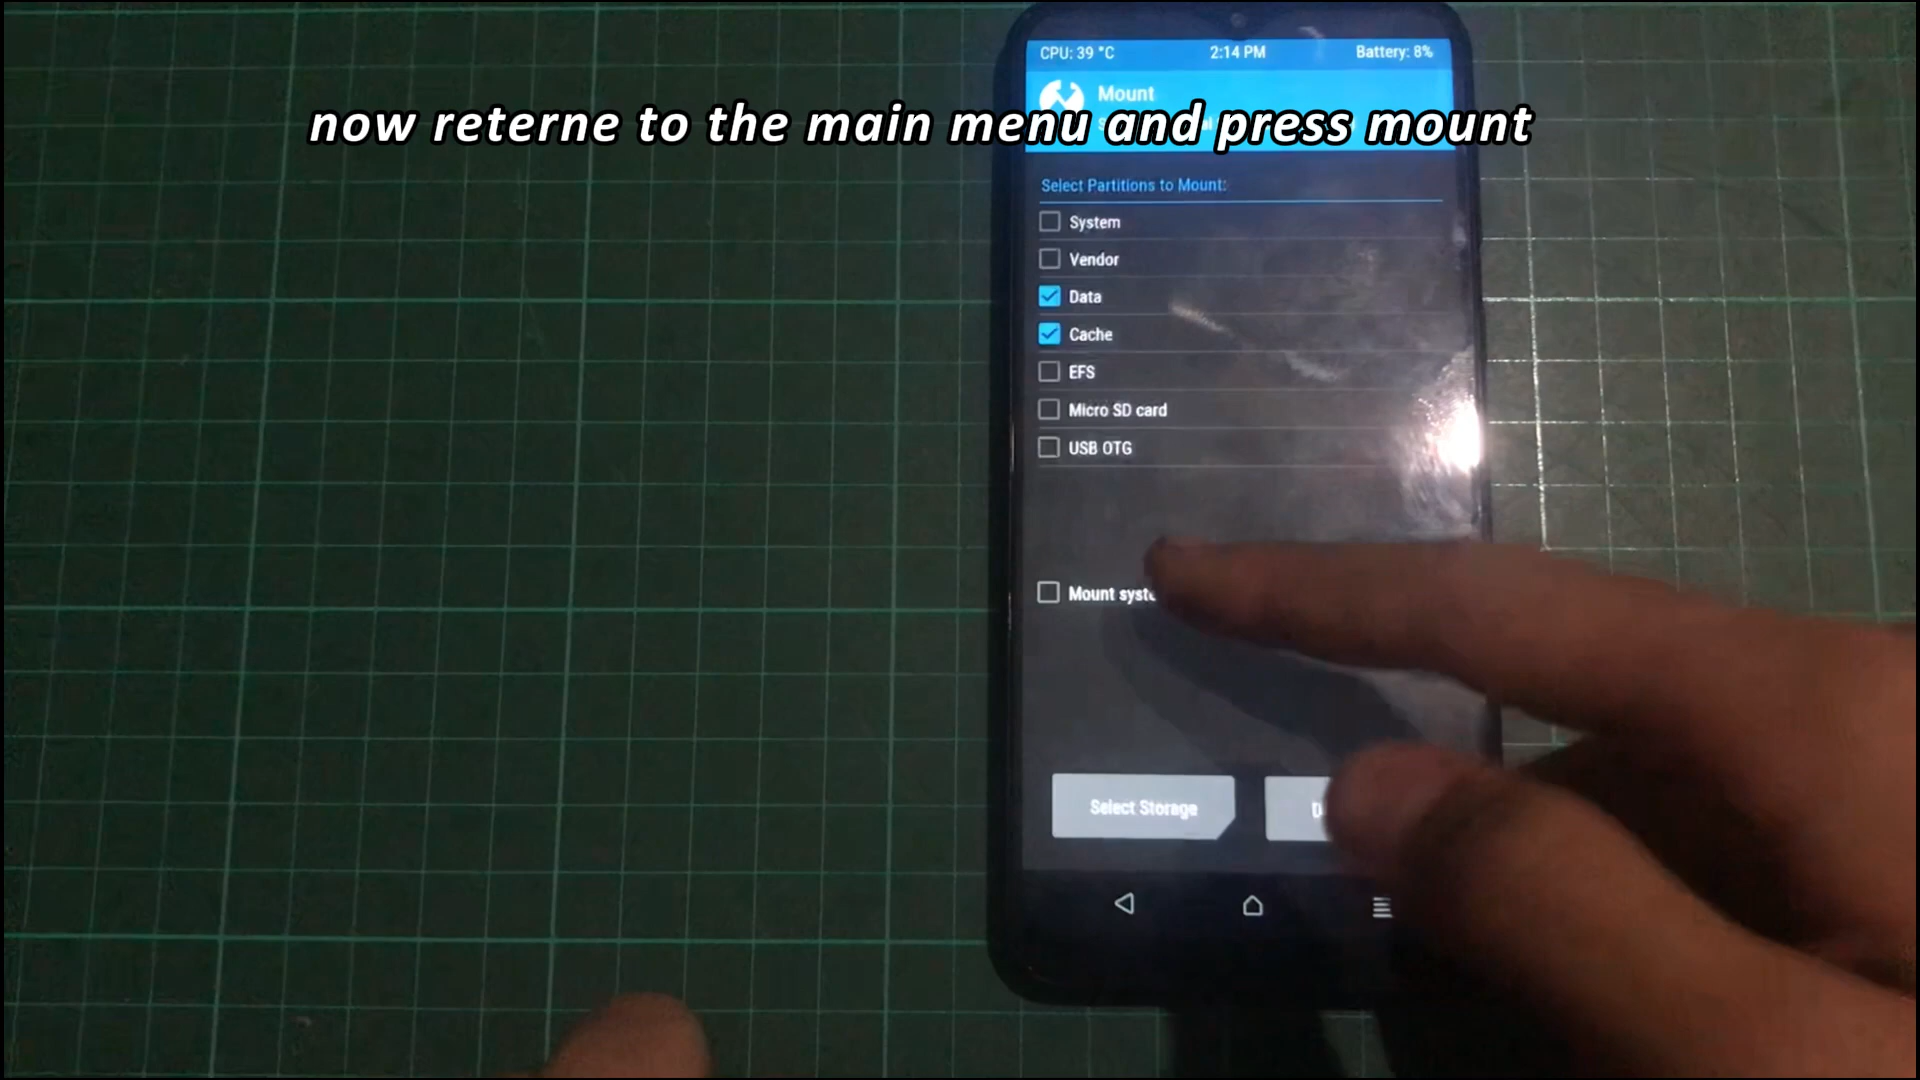 CPU: 39 °C 2:14 PM Battery: 8%
Mount
now reterne to the main menu and press mount
Select Partitions to Mount:
System
Vendor
Data
Cache
EFS
Micro SD card
USB OTG
Mount
Select Storage